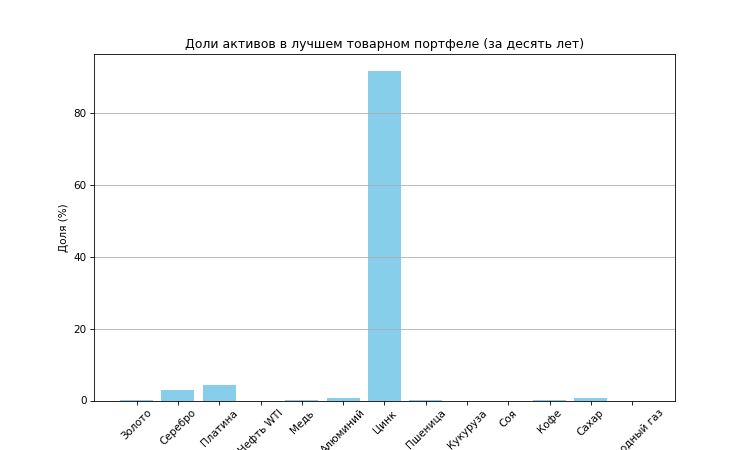 Доли активов в лучшем товарном портфеле (за десять лет)
Доля (%)
80
60
40
20
0
Золото
Серебро
Платина
Нефть WTI
Медь
Алюминий
Цинк
Пшеница
Кукуруза
Соя
Кофе
Сахар
одный газ